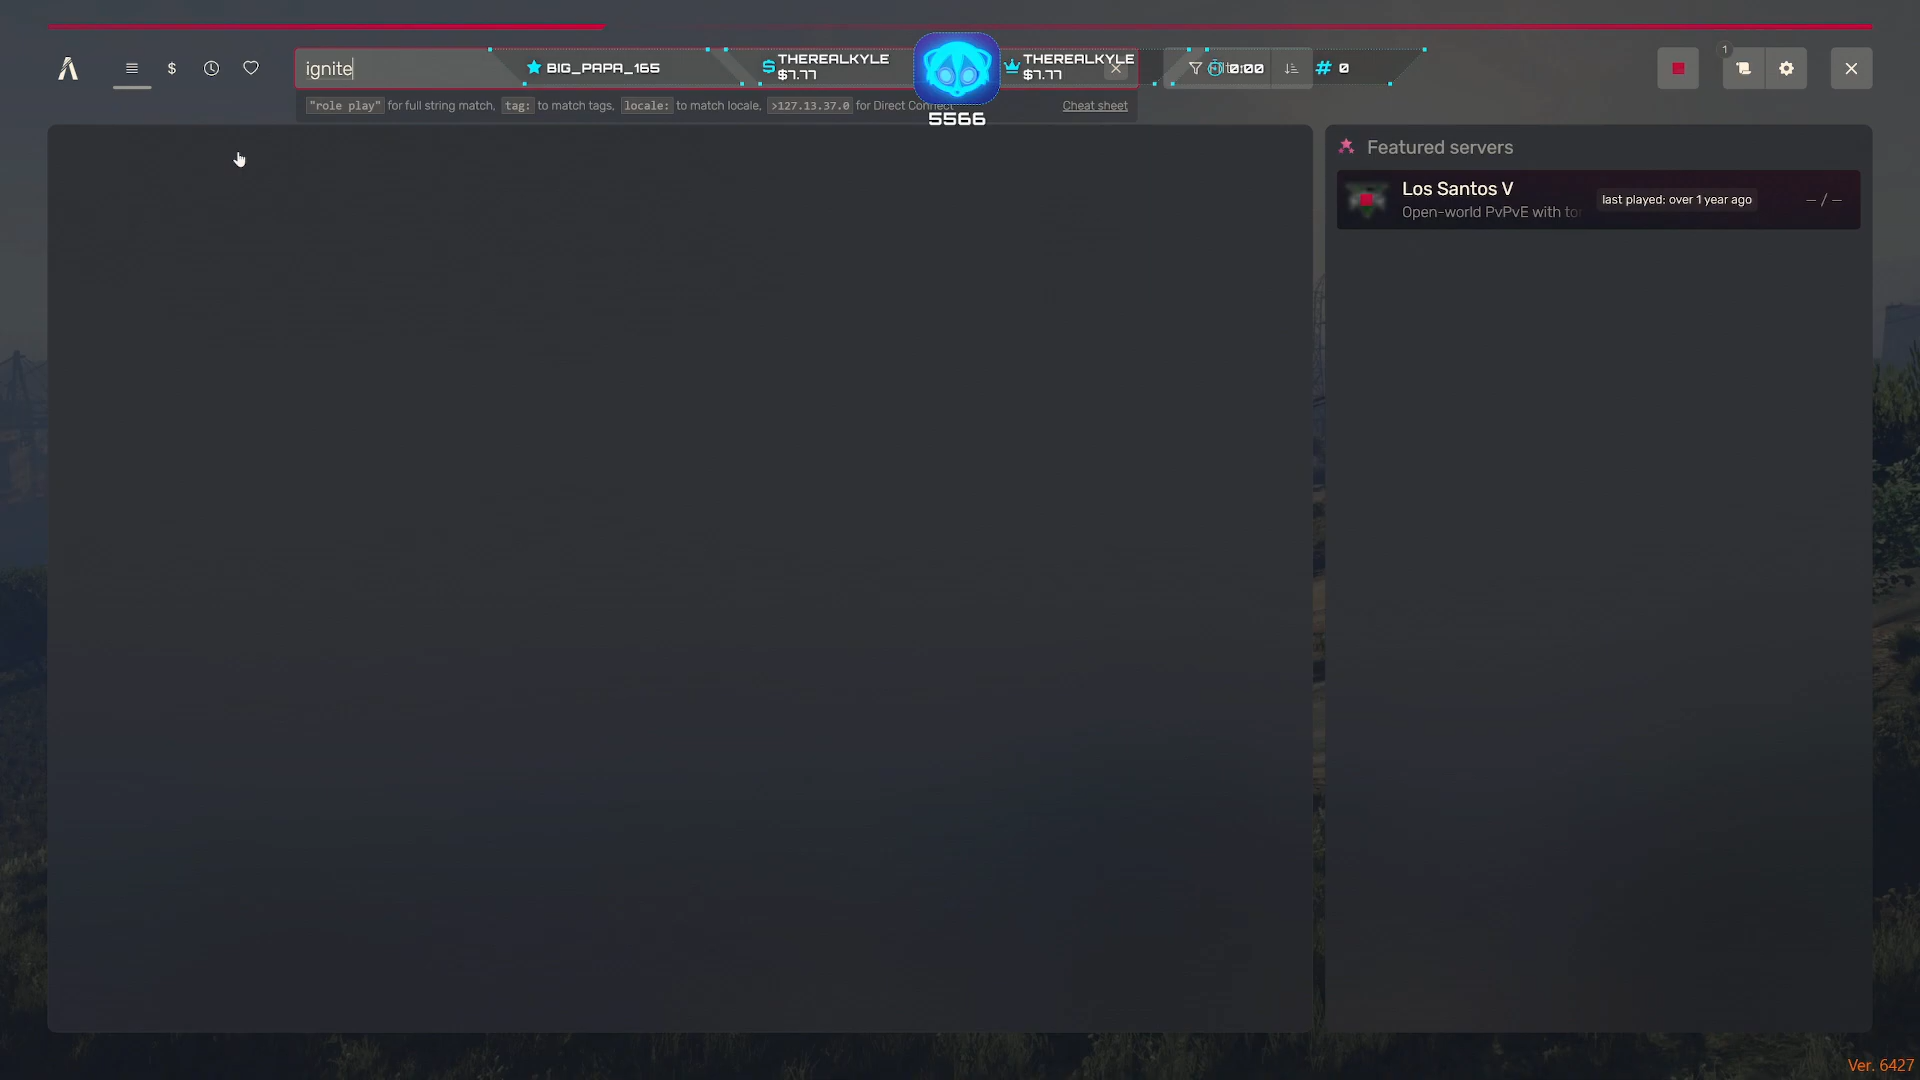 ignite
BIG_PAPA_165
THEREALKYLE
$7.77
THEREALKYLE
$7.77
0:00
# 0
1
5566
"role play" for full string match, tag: to match tags, locale: to match locale, >127.13.37.0 for Direct Connect
Cheat sheet
Featured servers
Los Santos V
Open-world PvPvE with
last played: over 1 year ago
– / –
Ver. 6427